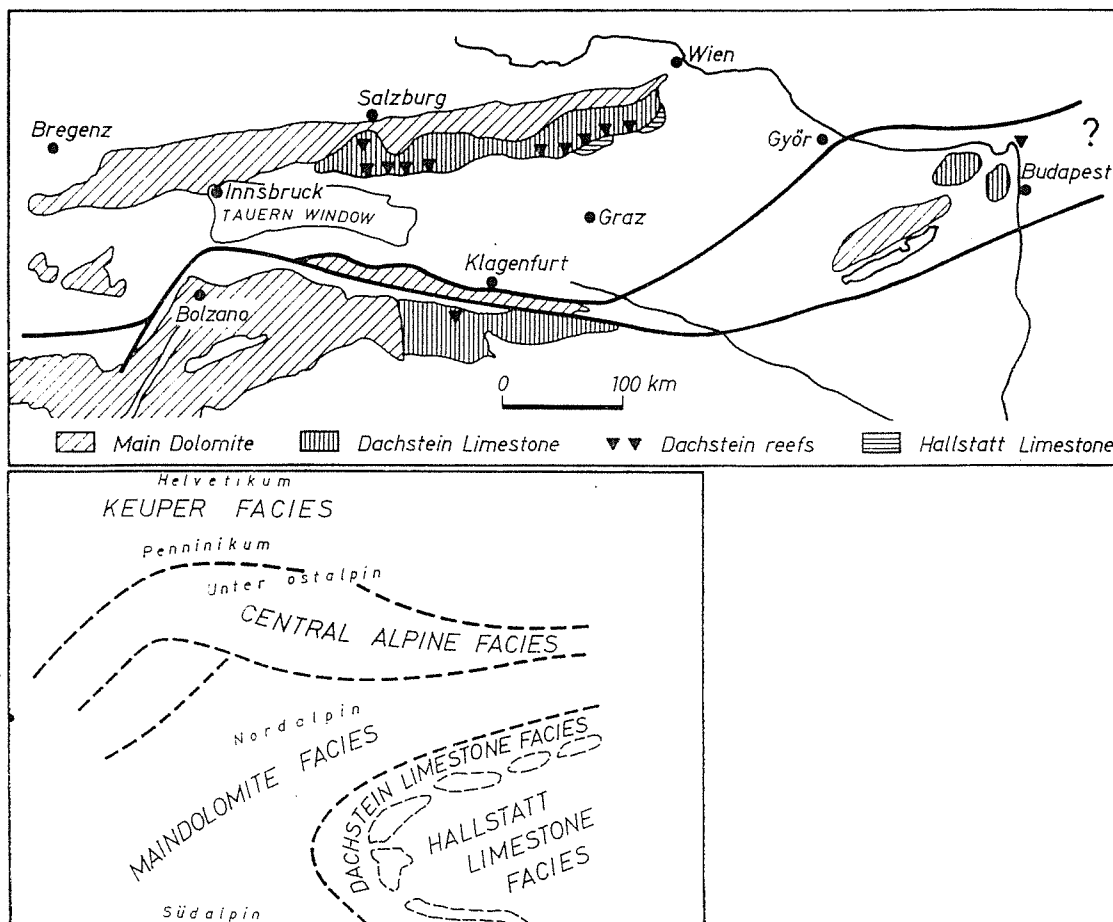 Wien
Salzburg
Bregenz
Győr
?
Budapest
Innsbruck
TAUERN WINDOW
Graz
Klagenfurt
Bolzano
0 100 km
Main Dolomite Dachstein Limestone Dachstein reefs Hallstatt Limestone
Helvetikum
KEUPER FACIES
Penninikum
Unter ostalpin
CENTRAL ALPINE FACIES
Nordalpin
MAINDOLOMITE FACIES
DACHSTEIN LIMESTONE FACIES
HALLSTATT
LIMESTONE
FACIES
Südalpin